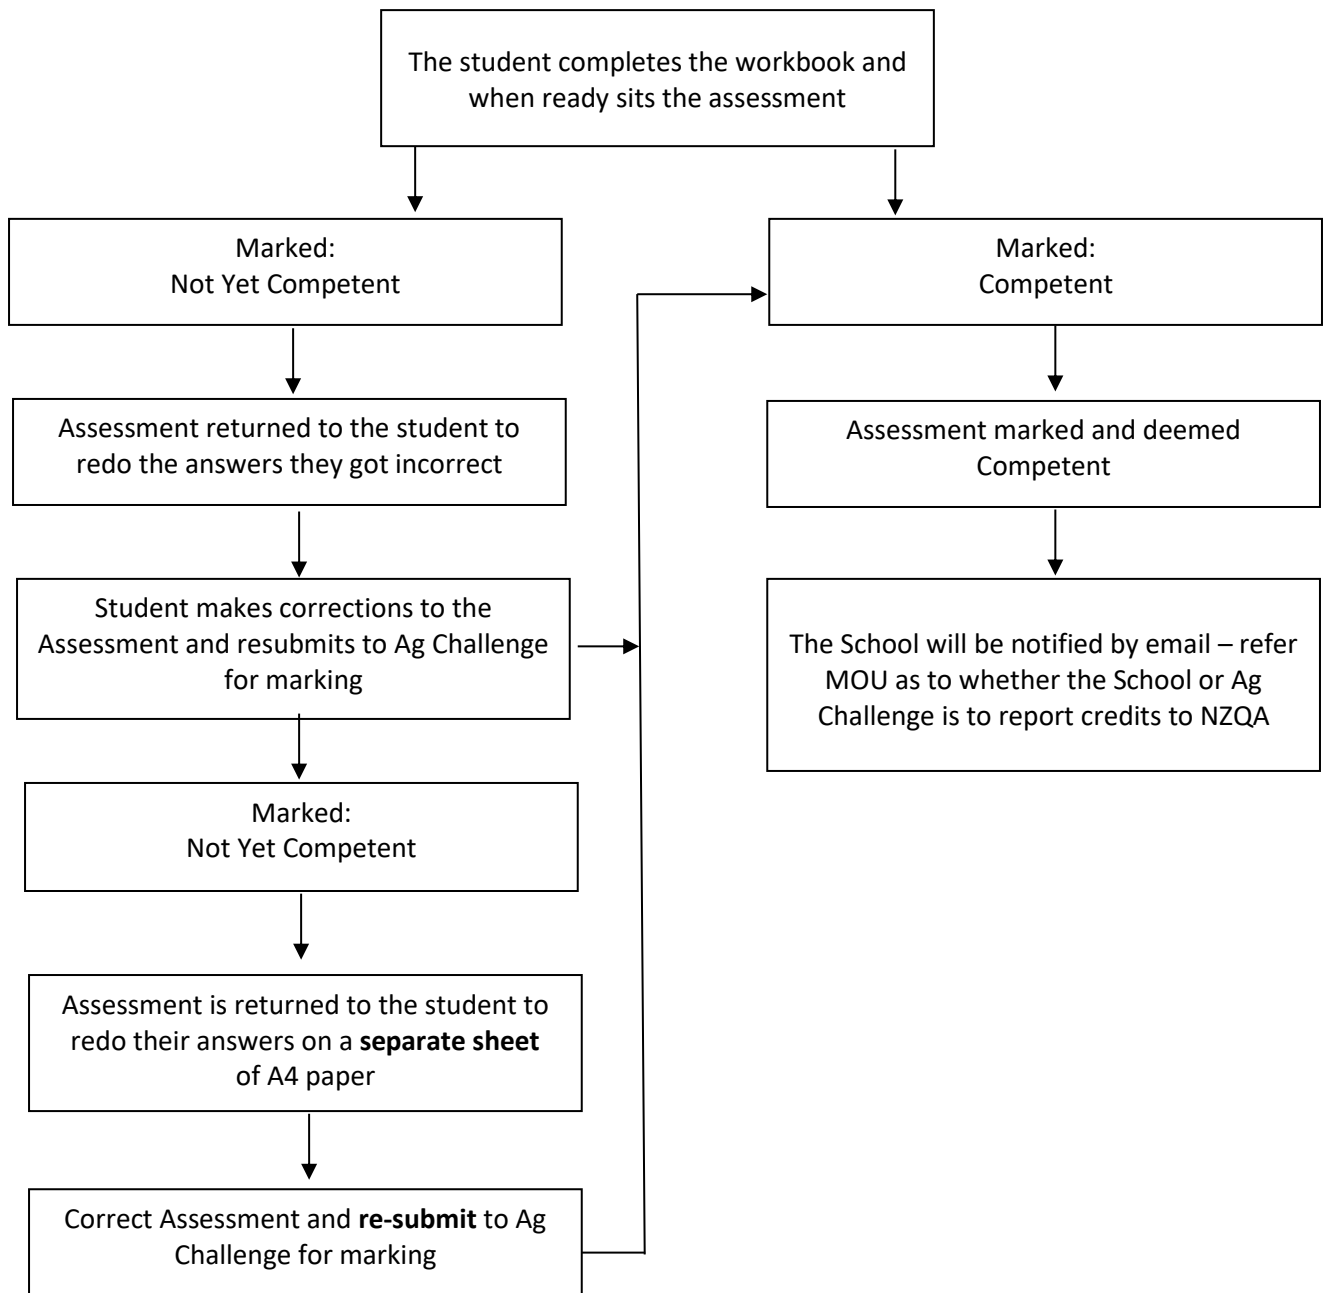 The student completes the workbook and
when ready sits the assessment
Marked:
Not Yet Competent
Marked:
Competent
Assessment returned to the student to
redo the answers they got incorrect
Assessment marked and deemed
Competent
Student makes corrections to the
Assessment and resubmits to Ag Challenge
for marking
The School will be notified by email – refer
MOU as to whether the School or Ag
Challenge is to report credits to NZQA
Marked:
Not Yet Competent
Assessment is returned to the student to
redo their answers on a separate sheet
of A4 paper
Correct Assessment and re-submit to Ag
Challenge for marking